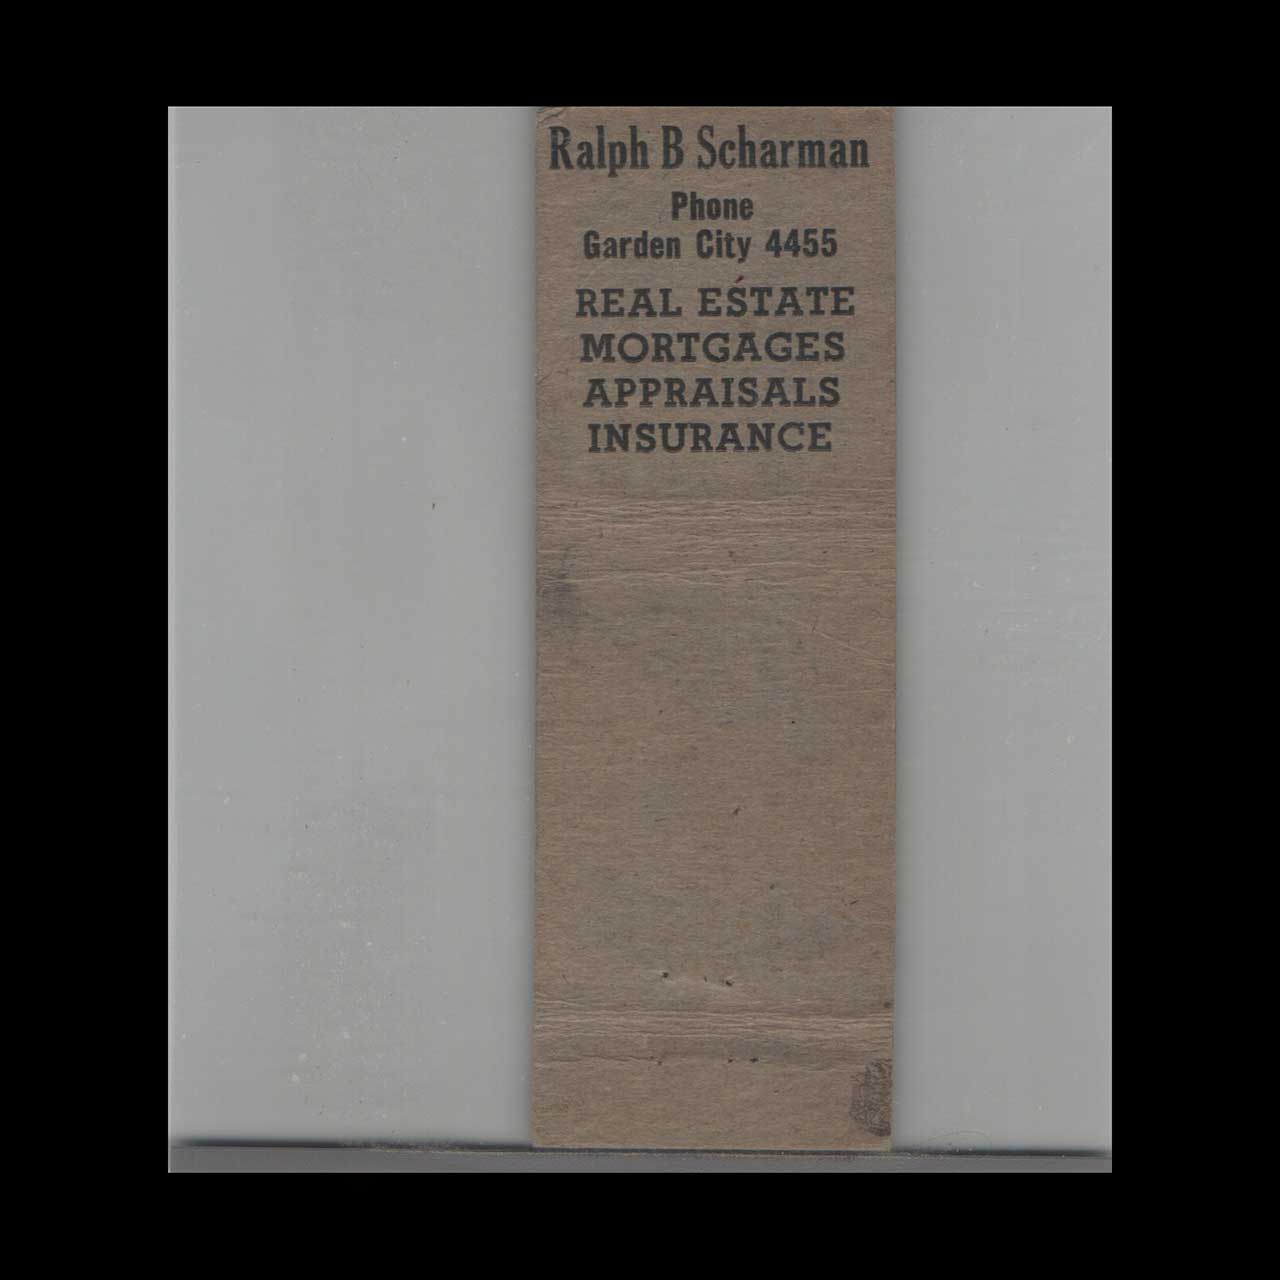 Ralph B Scharman
Phone
Garden City 4455
REAL ESTATE
MORTGAGES
APPRAISALS
INSURANCE